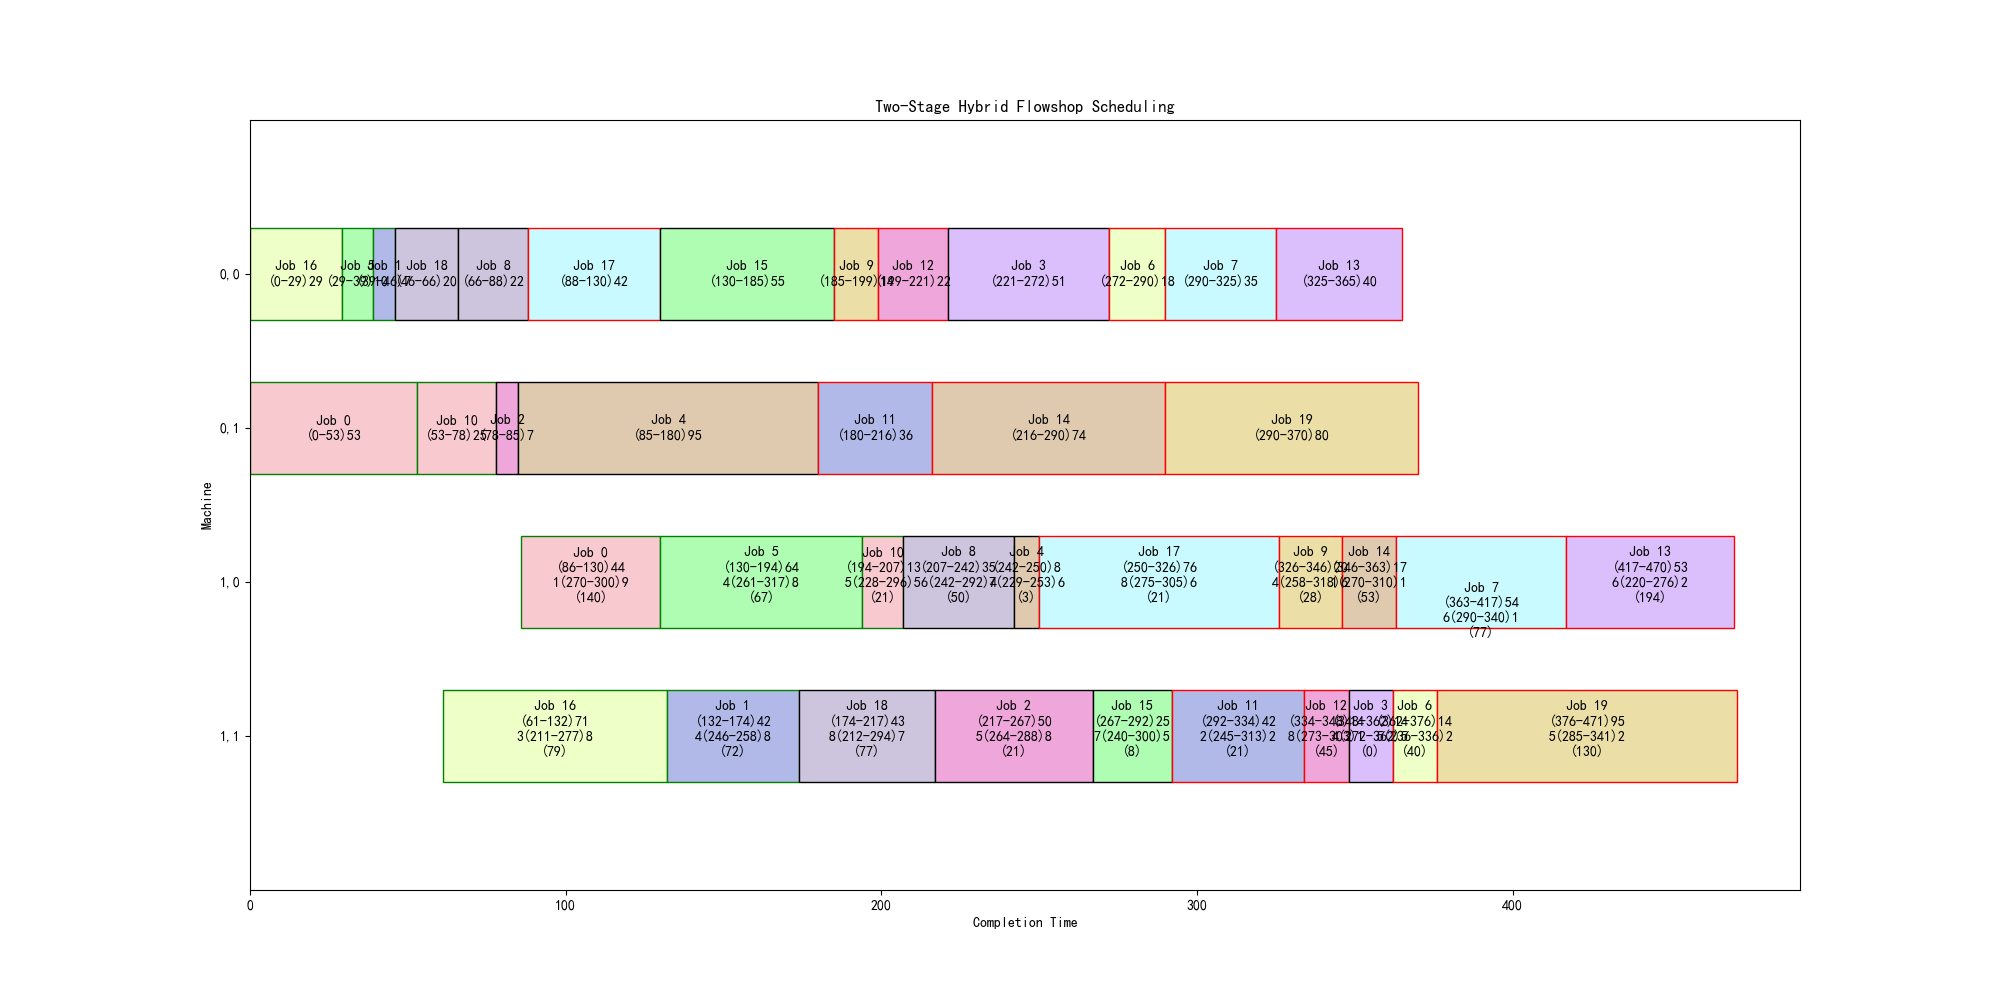 Two-Stage Hybrid Flowshop Scheduling
Machine
0,0
Job 16
(0-29)29
Job 5
(29-39)10
Job 1
(39-46)7
Job 18
(46-66)20
Job 8
(66-88)22
Job 17
(88-130)42
Job 15
(130-185)55
Job 9
(185-199)14
Job 12
(199-221)22
Job 3
(221-272)51
Job 6
(272-290)18
Job 7
(290-325)35
Job 13
(325-365)40
0,1
Job 0
(0-53)53
Job 10
(53-78)25
Job 2
(78-85)7
Job 4
(85-180)95
Job 11
(180-216)36
Job 14
(216-290)74
Job 19
(290-370)80
1,0
Job 0
(86-130)44
1(270-300)9
(140)
Job 5
(130-194)64
4(261-317)8
(67)
Job 10
(194-207)13
5(228-296)5
(21)
Job 8
(207-242)35
6(242-292)7
(50)
Job 4
(242-250)8
4(229-253)6
(3)
Job 17
(250-326)76
8(275-305)6
(21)
Job 9
(326-346)20
(28)
Job 14
(346-363)17
1(270-310)1
(53)
Job 7
(363-417)54
6(290-340)1
(77)
Job 13
(417-470)53
6(220-276)2
(194)
1,1
Job 16
(61-132)71
3(211-277)8
(79)
Job 1
(132-174)42
4(246-258)8
(72)
Job 18
(174-217)43
8(212-294)7
(77)
Job 2
(217-267)50
5(264-288)8
(21)
Job 15
(267-292)25
7(240-300)5
(8)
Job 11
(292-334)42
2(245-313)2
(21)
Job 12
(334-348)14
8(273-303)1
(45)
Job 3
(348-362)14
(0)
Job 6
(362-376)14
5(236-336)2
(40)
Job 19
(376-471)95
5(285-341)2
(130)
0
100
200
300
400
Completion Time